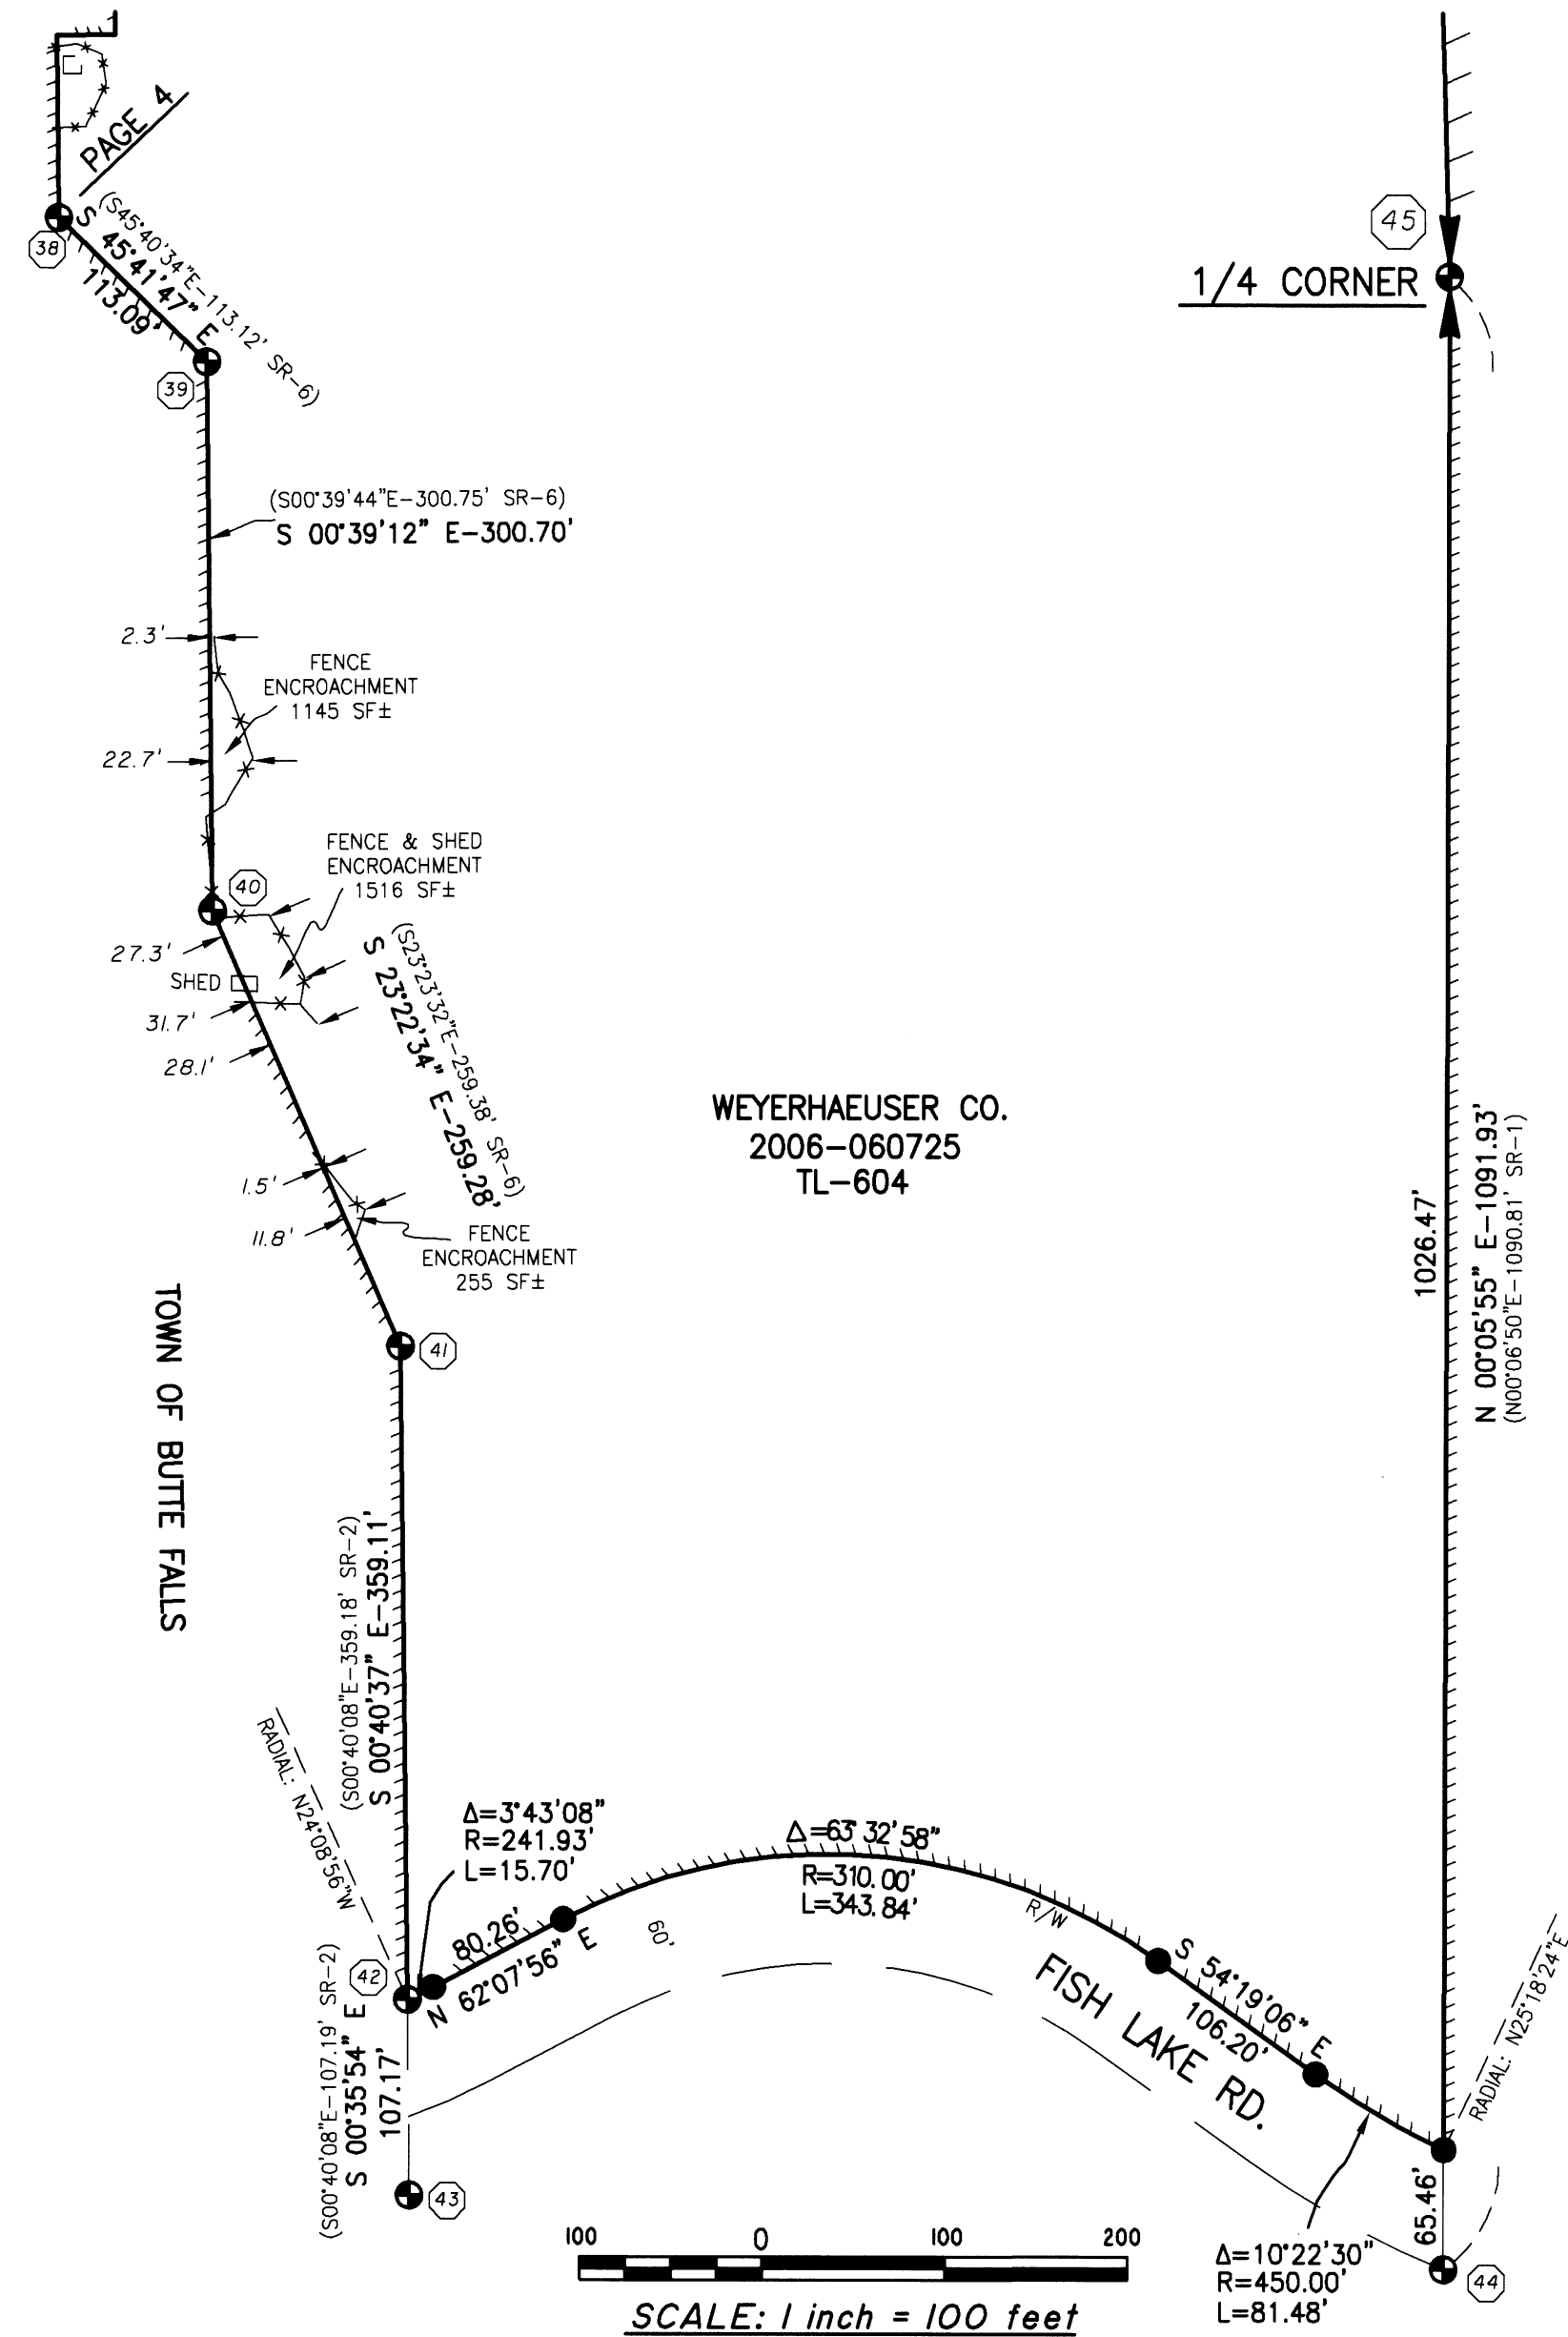 PAGE 4
38
(S45°40'34"E-113.12' SR-6)
S 45°41'47" E
113.09'
39
45
1/4 CORNER
(S00°39'44"E-300.75' SR-6)
S 00°39'12" E-300.70'
2.3'
FENCE
ENCROACHMENT
1145 SF±
22.7'
FENCE & SHED
ENCROACHMENT
1516 SF±
40
27.3'
SHED
31.7'
28.1'
(S23°23'32"E-259.38' SR-6)
S 23°22'34" E-259.28'
WEYERHAEUSER CO.
2006-060725
TL-604
1.5'
11.8'
FENCE
ENCROACHMENT
255 SF±
41
TOWN OF BUTTE FALLS
1026.47'
N 00°05'55" E-1091.93'
(N00°06'50"E-1090.81' SR-1)
(S00°40'08"E-359.18' SR-2)
S 00°40'37" E-359.11'
RADIAL: N24°08'56"W
Δ=3°43'08"
R=241.93'
L=15.70'
Δ=63°32'58"
R=310.00'
L=343.84'
80.26'
N 62°07'56" E
60'
R/W
FISH LAKE RD.
S 54°19'06" E
106.20'
RADIAL: N25°18'24"E
42
(S00°40'08"E-107.19' SR-2)
S 00°35'54" E
107.17'
43
65.46'
44
Δ=10°22'30"
R=450.00'
L=81.48'
100 0 100 200
SCALE: 1 inch = 100 feet